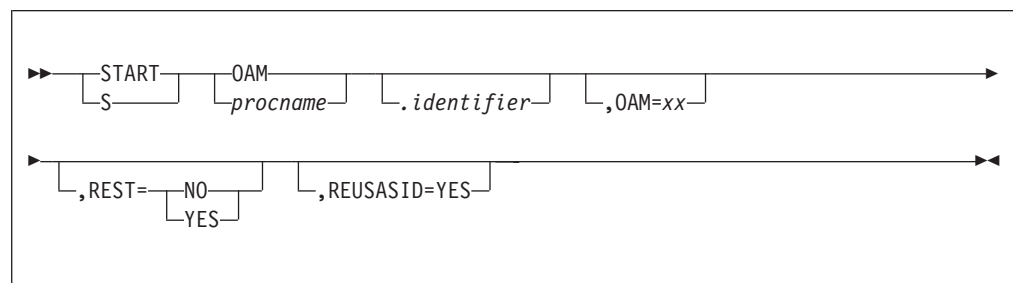 START OAM
S procname .identifier ,OAM=xx
,REST= NO ,REUSASID=YES
YES